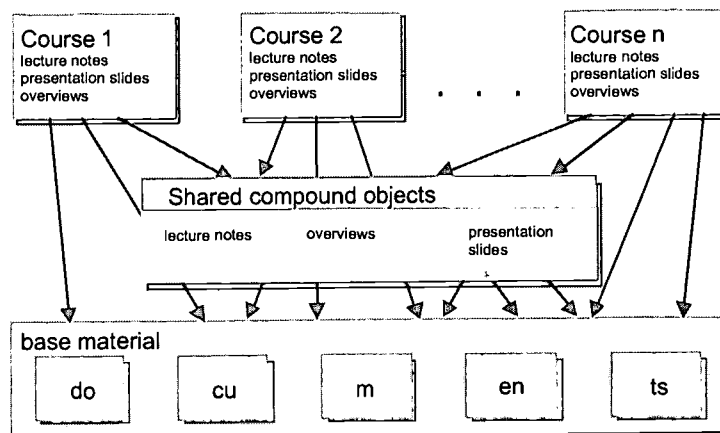 Course 1
lecture notes
presentation slides
overviews
Course 2
lecture notes
presentation slides
overviews
. . .
Course n
lecture notes
presentation slides
overviews
Shared compound objects
lecture notes
overviews
presentation
slides
base material
do
cu
m
en
ts